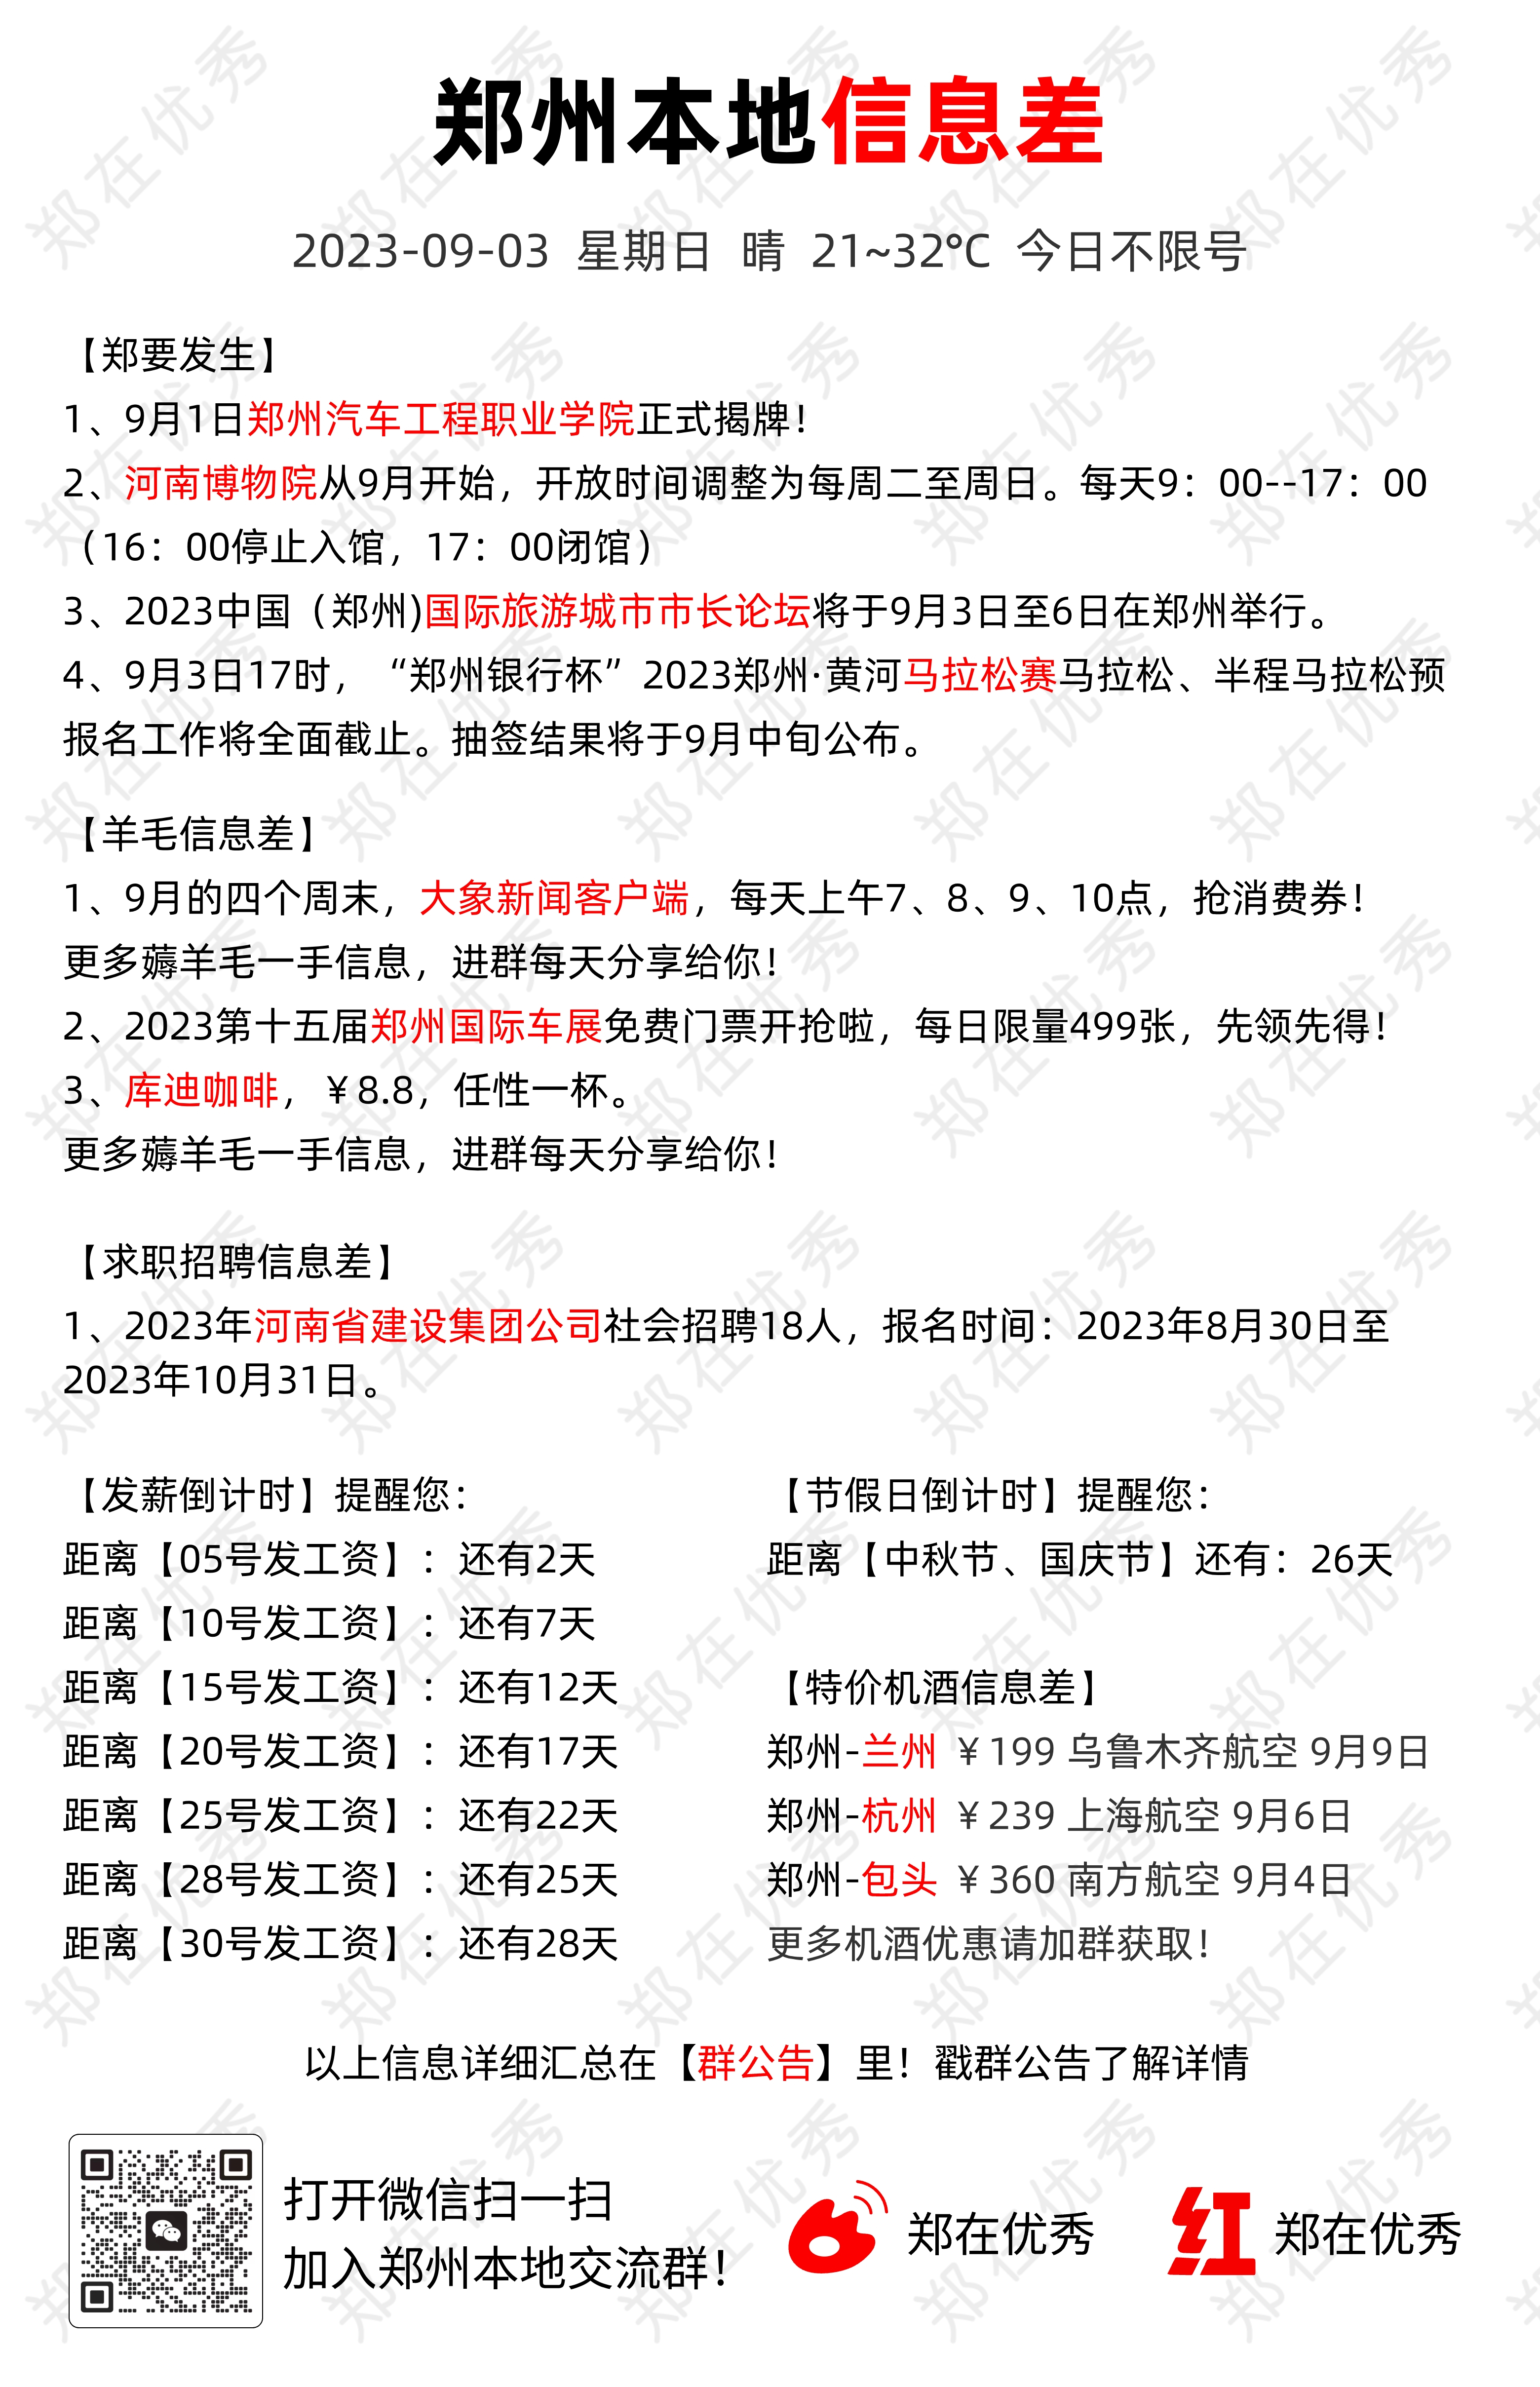 郑州本地信息差
2023-09-03 星期日 晴 21~32℃ 今日不限号
【郑要发生】
1、9月1日郑州汽车工程职业学院正式揭牌！
2、河南博物院从9月开始，开放时间调整为每周二至周日。每天9：00--17：00
（16：00停止入馆，17：00闭馆）
3、2023中国（郑州)国际旅游城市市长论坛将于9月3日至6日在郑州举行。
4、9月3日17时，“郑州银行杯”2023郑州·黄河马拉松赛马拉松、半程马拉松预
报名工作将全面截止。抽签结果将于9月中旬公布。
【羊毛信息差】
1、9月的四个周末，大象新闻客户端，每天上午7、8、9、10点，抢消费券！
更多薅羊毛一手信息，进群每天分享给你！
2、2023第十五届郑州国际车展免费门票开抢啦，每日限量499张，先领先得！
3、库迪咖啡，￥8.8，任性一杯。
更多薅羊毛一手信息，进群每天分享给你！
【求职招聘信息差】
1、2023年河南省建设集团公司社会招聘18人，报名时间：2023年8月30日至
2023年10月31日。
【发薪倒计时】提醒您：
距离【05号发工资】：还有2天
距离【10号发工资】：还有7天
距离【15号发工资】：还有12天
距离【20号发工资】：还有17天
距离【25号发工资】：还有22天
距离【28号发工资】：还有25天
距离【30号发工资】：还有28天
【节假日倒计时】提醒您：
距离【中秋节、国庆节】还有：26天
【特价机酒信息差】
郑州-兰州 ￥199 乌鲁木齐航空 9月9日
郑州-杭州 ￥239 上海航空 9月6日
郑州-包头 ￥360 南方航空 9月4日
更多机酒优惠请加群获取！
以上信息详细汇总在【群公告】里！戳群公告了解详情
打开微信扫一扫
加入郑州本地交流群！
郑在优秀
红 郑在优秀